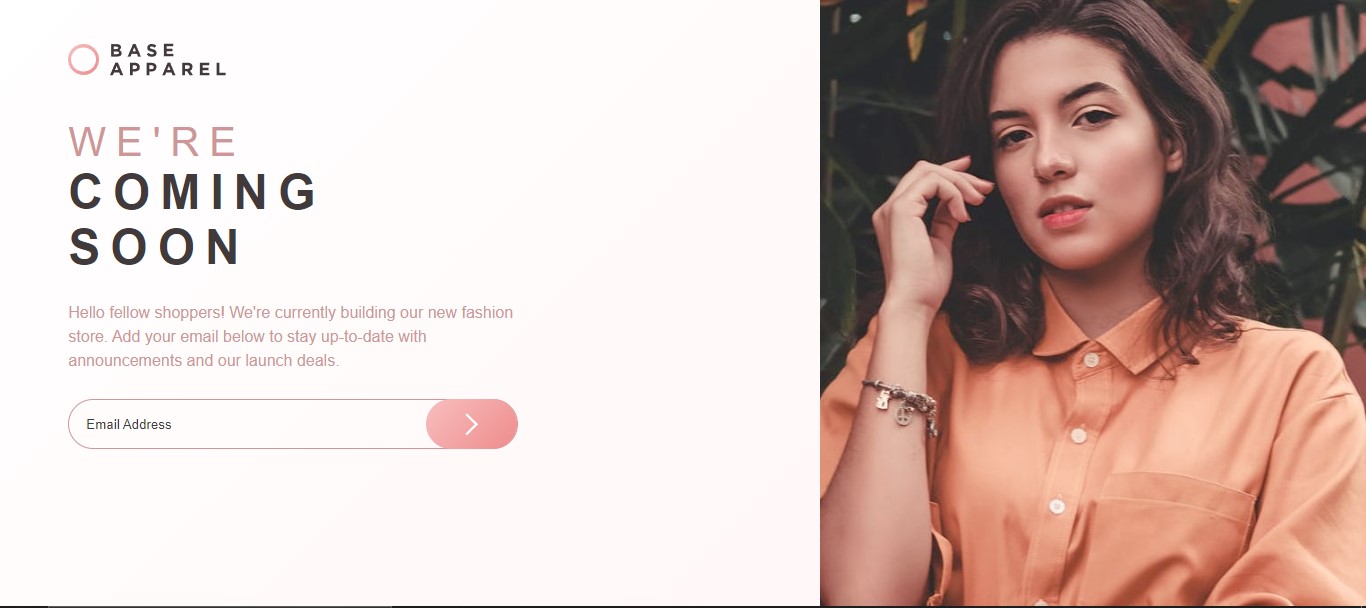 BASE
APPAREL
WE'RE
COMING
SOON
Hello fellow shoppers! We're currently building our new fashion
store. Add your email below to stay up-to-date with
announcements and our launch deals.
Email Address